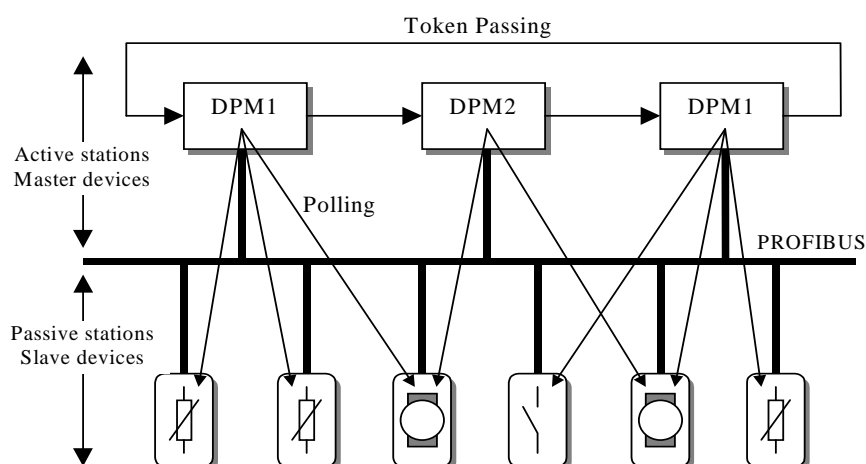 Token Passing
DPM1
DPM2
DPM1
Active stations
Master devices
Polling
PROFIBUS
Passive stations
Slave devices